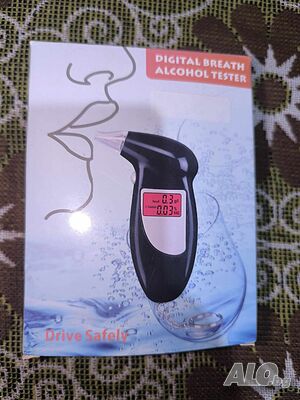 DIGITAL BREATH
ALCOHOL TESTER
0.3
0.03
Drive Safely
ALO.bg